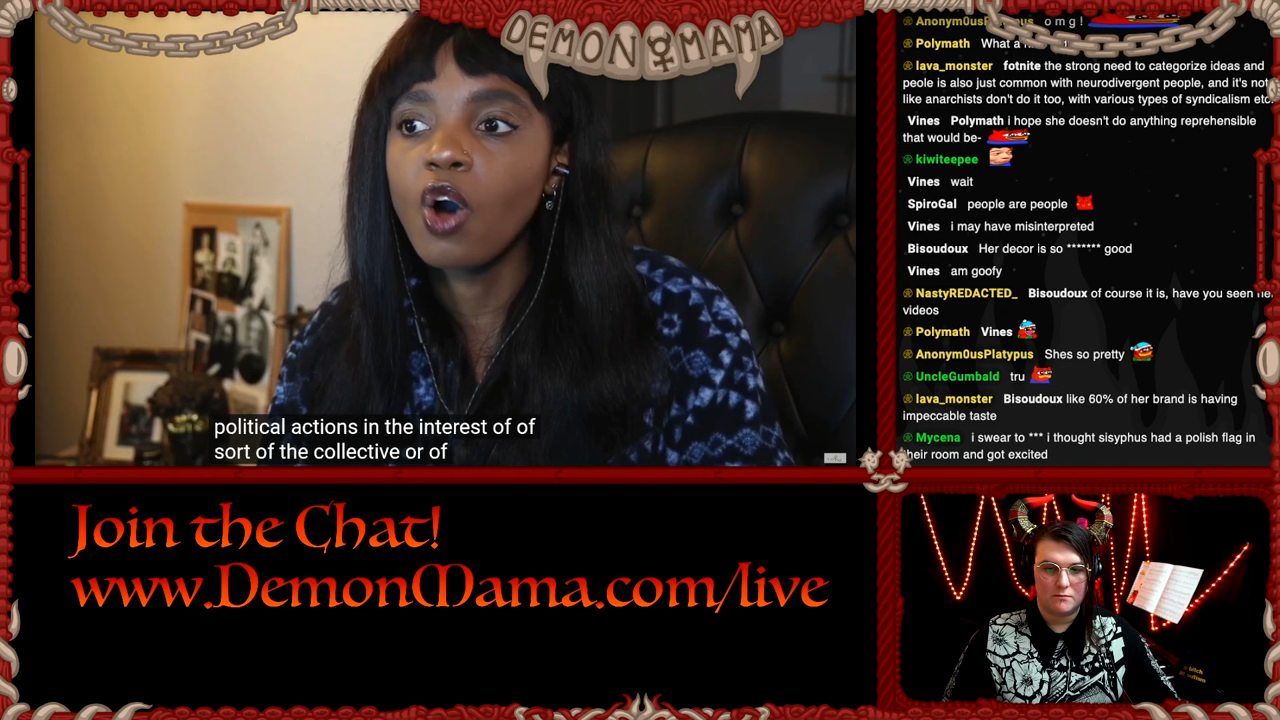 DEMON MAMA
political actions in the interest of of
sort of the collective or of
Join the Chat!
www.DemonMama.com/live
o m g !
Polymath What a
lava_monster fotnite the strong need to categorize ideas and
peole is also just common with neurodivergent people, and it's not
like anarchists don't do it too, with various types of syndicalism etc.
Vines Polymath i hope she doesn't do anything reprehensible
that would be-
kiwiteepee
Vines wait
SpiroGal people are people
Vines i may have misinterpreted
Bisoudoux Her decor is so ******* good
Vines am goofy
NastyREDACTED_ Bisoudoux of course it is, have you seen her
videos
Polymath Vines
Anonym0usPlatypus Shes so pretty
UncleGumbald tru
lava_monster Bisoudoux like 60% of her brand is having
impeccable taste
Mycena i swear to *** i thought sisyphus had a polish flag in
their room and got excited